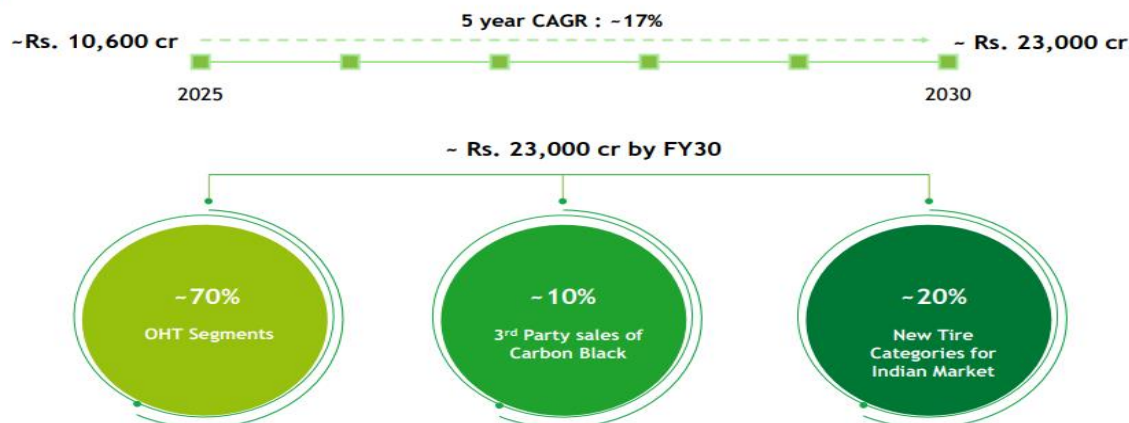 5 year CAGR : ~17%
~Rs. 10,600 cr
~ Rs. 23,000 cr
2025
2030
~ Rs. 23,000 cr by FY30
~70%
OHT Segments
~10%
3rd Party sales of
Carbon Black
~20%
New Tire
Categories for
Indian Market